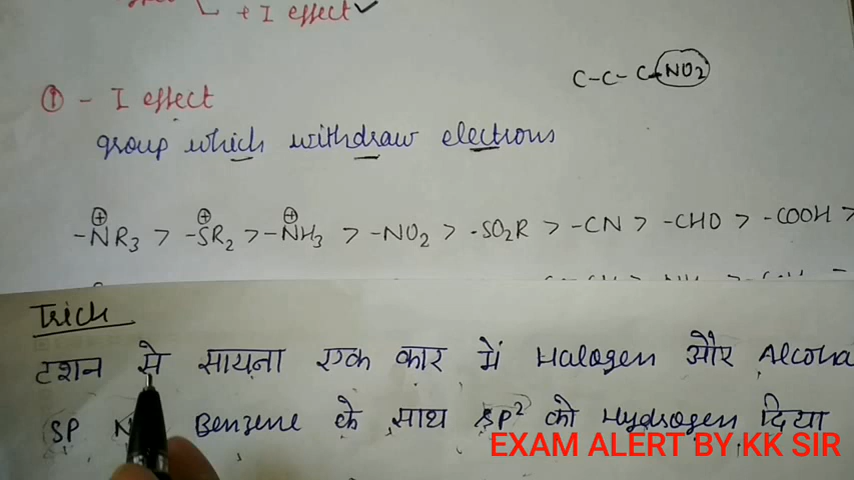 + I effect ✓
C-C-C-NO₂
① - I effect
group which withdraw electrons
-N⊕R₃ > -S⊕R₂ > -N⊕H₃ > -NO₂ > -SO₂R > -CN > -CHO > -COOH >
Trick
टशन से सायना एक कार में Halogen और Alcoho
SP Benzene के साथ SP² को Hydrogen दिया
EXAM ALERT BY KK SIR